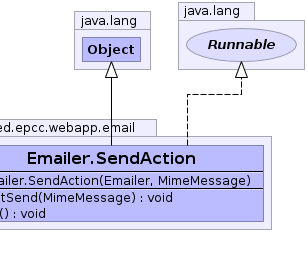 java.lang
java.lang
Object
Runnable
ed.epcc.webapp.email
Emailer.SendAction
ailer.SendAction(Emailer, MimeMessage)
tSend(MimeMessage) : void
() : void